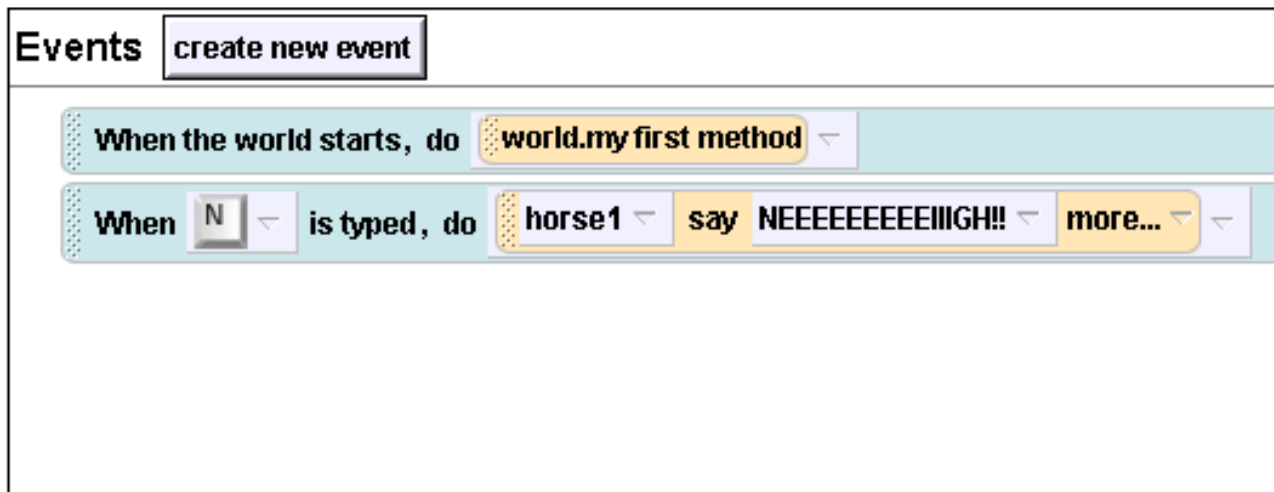 Events create new event
When the world starts, do world.my first method
When N is typed, do horse1 say NEEEEEEEEEIIIGH!! more...